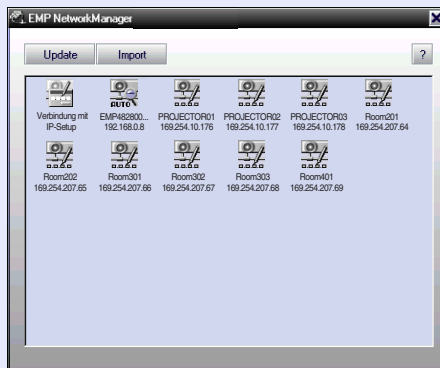 EMP NetworkManager
Update Import ?
Verbindung mit IP-Setup
EMP482800... 192.168.0.8
PROJECTOR01 169.254.10.176
PROJECTOR02 169.254.10.177
PROJECTOR03 169.254.10.178
Room201 169.254.207.64
Room202 169.254.207.65
Room301 169.254.207.66
Room302 169.254.207.67
Room303 169.254.207.68
Room401 169.254.207.69